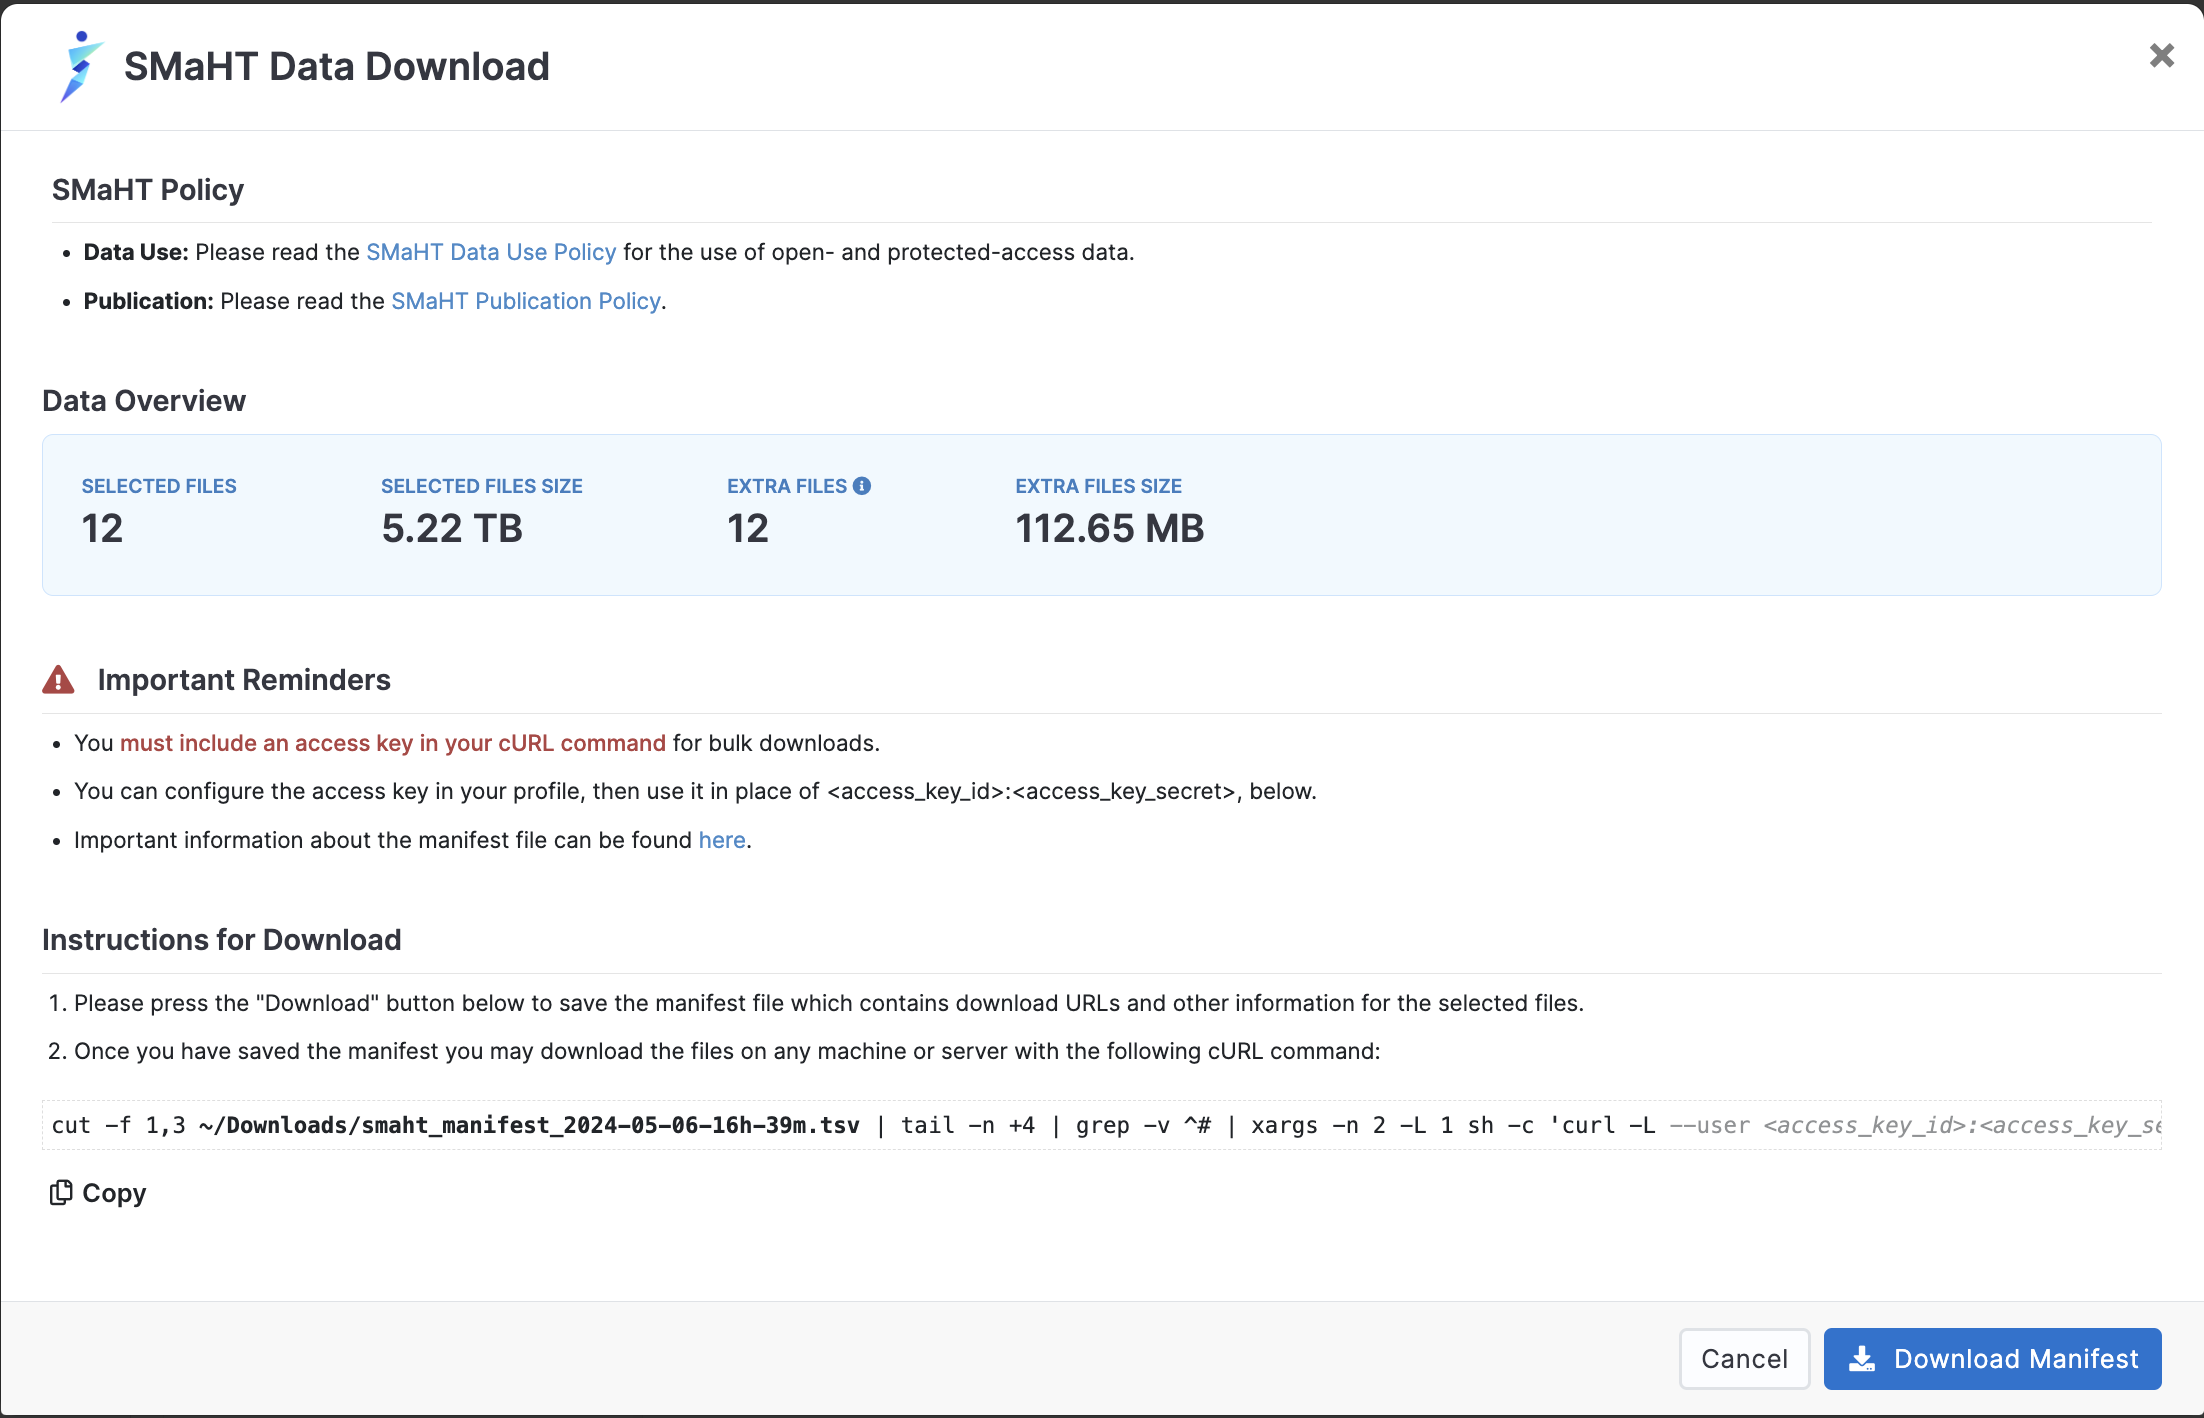 SMaHT Data Download
SMaHT Policy
• Data Use: Please read the SMaHT Data Use Policy for the use of open- and protected-access data.
• Publication: Please read the SMaHT Publication Policy.
Data Overview
SELECTED FILES SELECTED FILES SIZE EXTRA FILES EXTRA FILES SIZE
12 5.22 TB 12 112.65 MB
Important Reminders
• You must include an access key in your cURL command for bulk downloads.
• You can configure the access key in your profile, then use it in place of <access_key_id>:<access_key_secret>, below.
• Important information about the manifest file can be found here.
Instructions for Download
1. Please press the "Download" button below to save the manifest file which contains download URLs and other information for the selected files.
2. Once you have saved the manifest you may download the files on any machine or server with the following cURL command:
cut -f 1,3 ~/Downloads/smaht_manifest_2024-05-06-16h-39m.tsv | tail -n +4 | grep -v ^# | xargs -n 2 -L 1 sh -c 'curl -L --user <access_key_id>:<access_key_se
Copy
Cancel Download Manifest